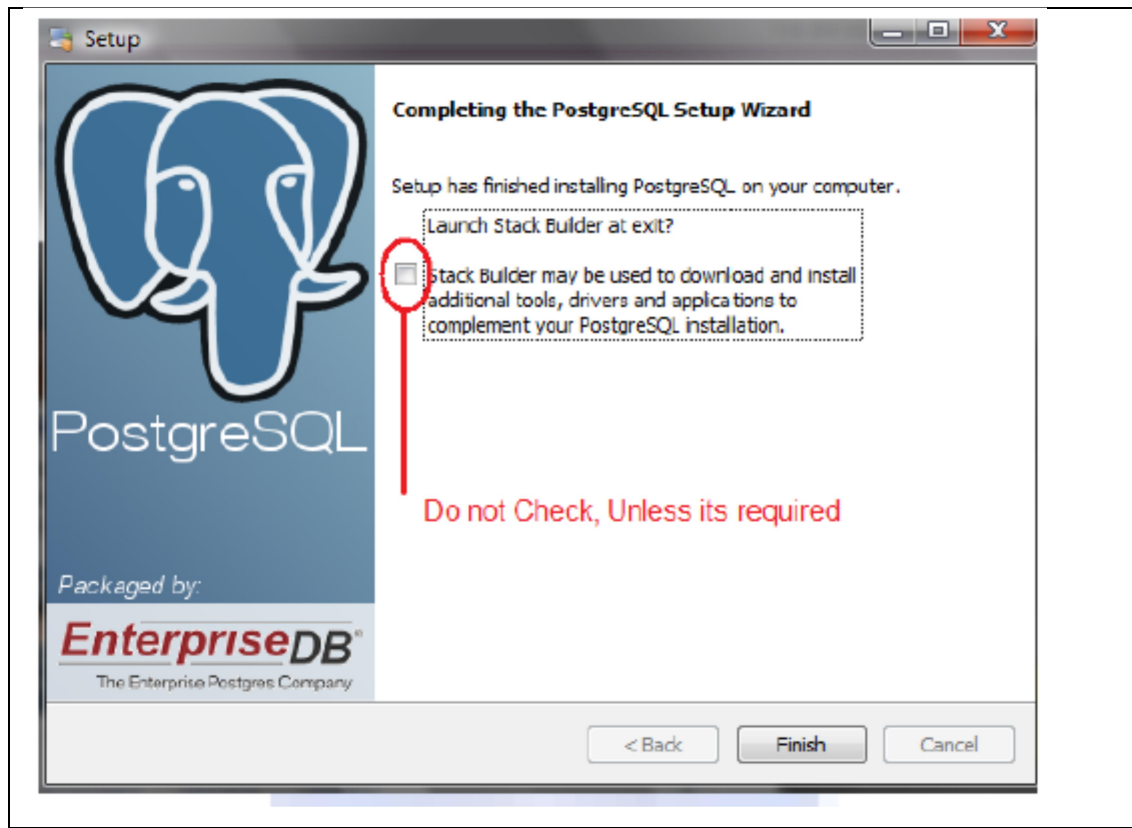 Setup
Completing the PostgreSQL Setup Wizard
Setup has finished installing PostgreSQL on your computer.
Launch Stack Builder at exit?
Stack Builder may be used to download and install
additional tools, drivers and applications to
complement your PostgreSQL installation.
PostgreSQL
Do not Check, Unless its required
Packaged by:
EnterpriseDB®
The Enterprise Postgres Company
< Back
Finish
Cancel